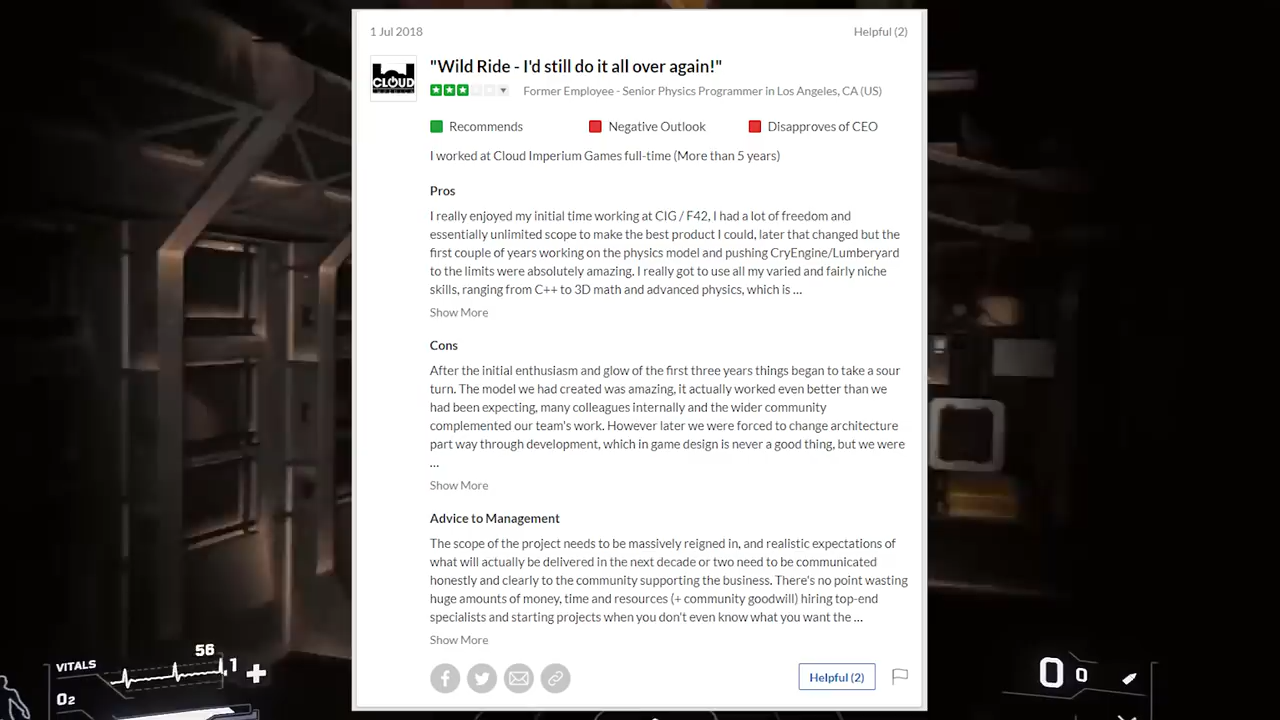 1 Jul 2018
Helpful (2)
"Wild Ride - I'd still do it all over again!"
CLOUD
Former Employee - Senior Physics Programmer in Los Angeles, CA (US)
Recommends
Negative Outlook
Disapproves of CEO
I worked at Cloud Imperium Games full-time (More than 5 years)
Pros
I really enjoyed my initial time working at CIG / F42, I had a lot of freedom and
essentially unlimited scope to make the best product I could, later that changed but the
first couple of years working on the physics model and pushing CryEngine/Lumberyard
to the limits were absolutely amazing. I really got to use all my varied and fairly niche
skills, ranging from C++ to 3D math and advanced physics, which is ...
Show More
Cons
After the initial enthusiasm and glow of the first three years things began to take a sour
turn. The model we had created was amazing, it actually worked even better than we
had been expecting, many colleagues internally and the wider community
complemented our team's work. However later we were forced to change architecture
part way through development, which in game design is never a good thing, but we were
...
Show More
Advice to Management
The scope of the project needs to be massively reigned in, and realistic expectations of
what will actually be delivered in the next decade or two need to be communicated
honestly and clearly to the community supporting the business. There's no point wasting
huge amounts of money, time and resources (+ community goodwill) hiring top-end
specialists and starting projects when you don't even know what you want the ...
Show More
Helpful (2)
VITALS
56
1
O2
0 0